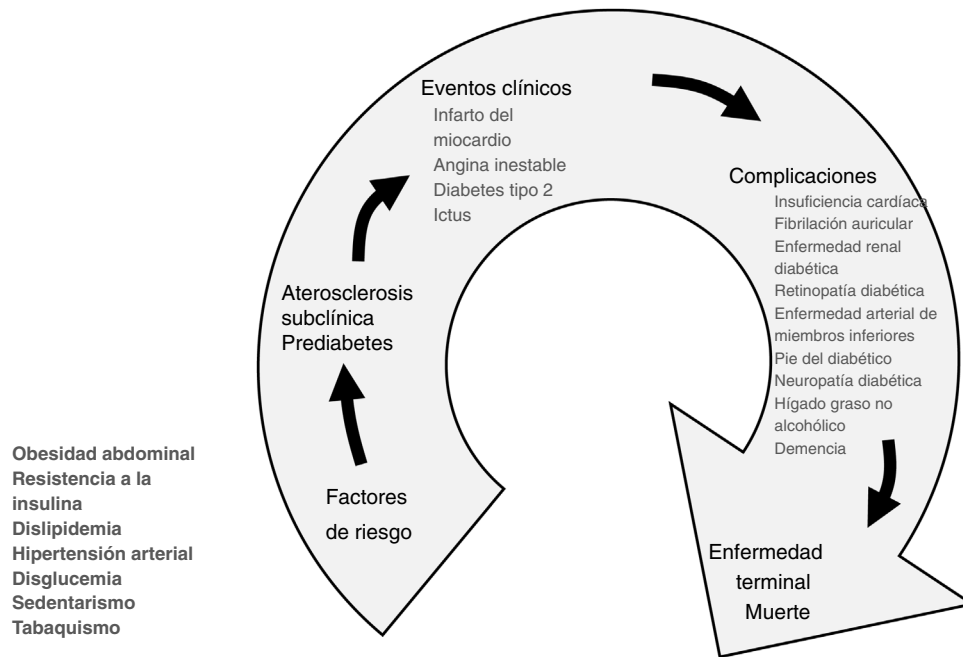 Eventos clínicos
Infarto del
miocardio
Angina inestable
Diabetes tipo 2
Ictus
Complicaciones
Insuficiencia cardíaca
Fibrilación auricular
Enfermedad renal
diabética
Retinopatía diabética
Enfermedad arterial de
miembros inferiores
Pie del diabético
Neuropatía diabética
Hígado graso no
alcohólico
Demencia
Aterosclerosis
subclínica
Prediabetes
Obesidad abdominal
Resistencia a la
insulina
Dislipidemia
Hipertensión arterial
Disglucemia
Sedentarismo
Tabaquismo
Factores
de riesgo
Enfermedad
terminal
Muerte